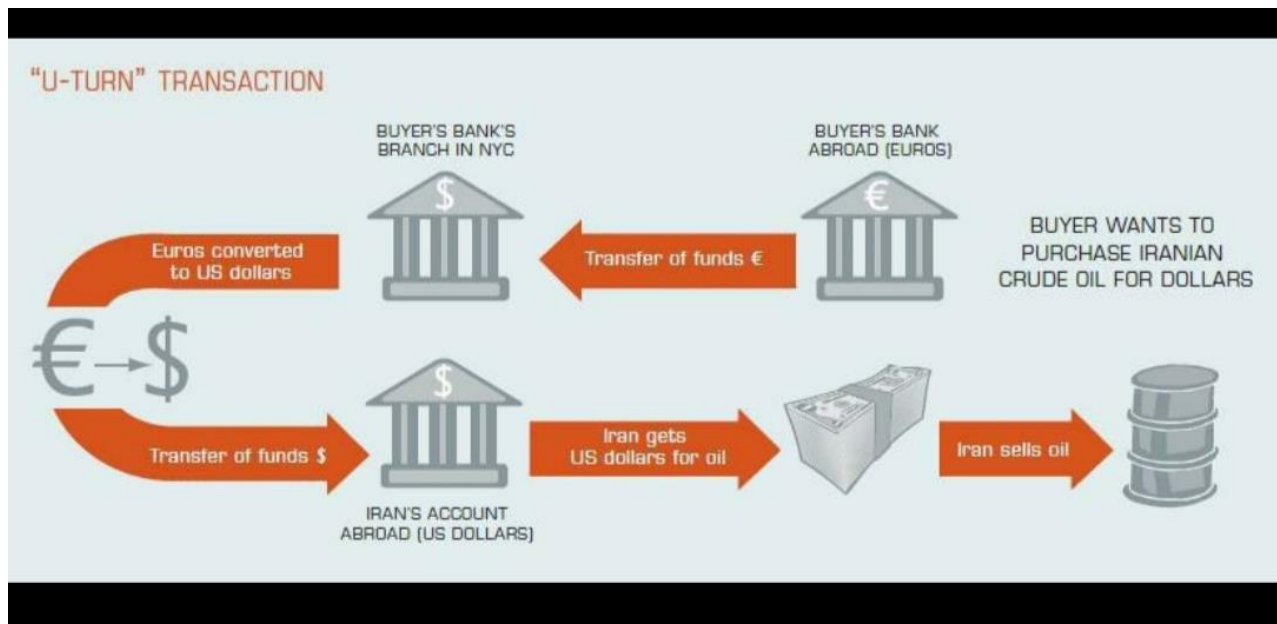 “U-TURN” TRANSACTION
BUYER'S BANK'S
BRANCH IN NYC
$
BUYER'S BANK
ABROAD (EUROS)
€
BUYER WANTS TO
PURCHASE IRANIAN
CRUDE OIL FOR DOLLARS
Transfer of funds €
Euros converted
to US dollars
€→$
Transfer of funds $
$
IRAN'S ACCOUNT
ABROAD (US DOLLARS)
Iran gets
US dollars for oil
Iran sells oil